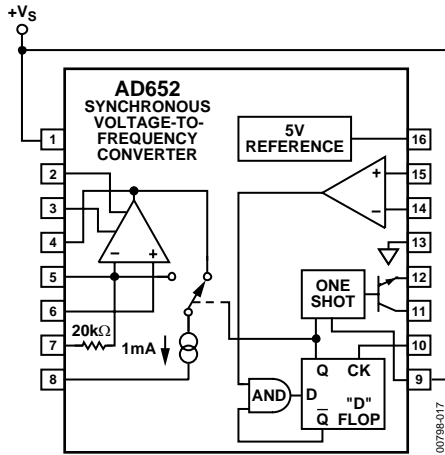 +VS
AD652
SYNCHRONOUS
VOLTAGE-TO-
FREQUENCY
CONVERTER
5V
REFERENCE
1
16
2
+
15
3
−
14
4
13
− +
5
ONE
SHOT
12
6
11
20kΩ
7
1mA
10
8
Q CK
9
AND
D
"D"
FLOP
Q̅
00798-017